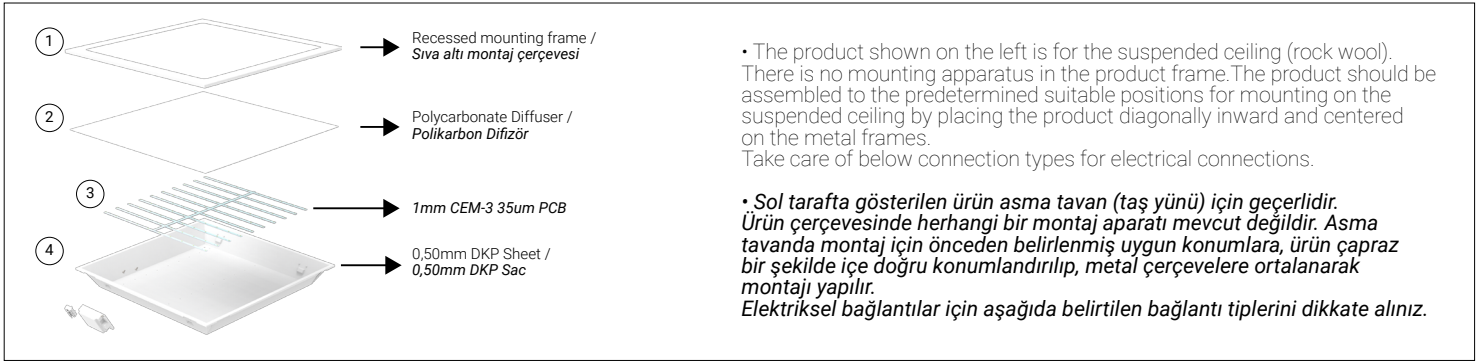 1
Recessed mounting frame /
Sıva altı montaj çerçevesi
2
Polycarbonate Diffuser /
Polikarbon Difizör
3
1mm CEM-3 35um PCB
4
0,50mm DKP Sheet /
0,50mm DKP Sac
• The product shown on the left is for the suspended ceiling (rock wool).
There is no mounting apparatus in the product frame.The product should be
assembled to the predetermined suitable positions for mounting on the
suspended ceiling by placing the product diagonally inward and centered
on the metal frames.
Take care of below connection types for electrical connections.
• Sol tarafta gösterilen ürün asma tavan (taş yünü) için geçerlidir.
Ürün çerçevesinde herhangi bir montaj aparatı mevcut değildir. Asma
tavanda montaj için önceden belirlenmiş uygun konumlara, ürün çapraz
bir şekilde içe doğru konumlandırılıp, metal çerçevelere ortalanarak
montajı yapılır.
Elektriksel bağlantılar için aşağıda belirtilen bağlantı tiplerini dikkate alınız.